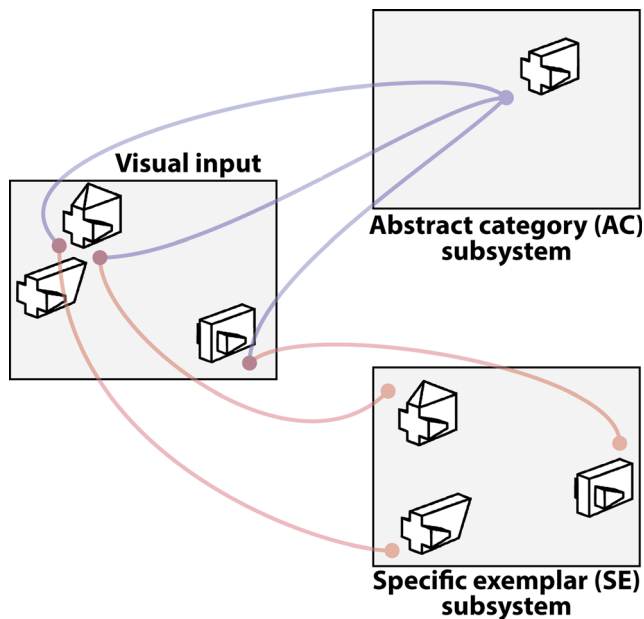 Visual input
Abstract category (AC)
subsystem
Specific exemplar (SE)
subsystem